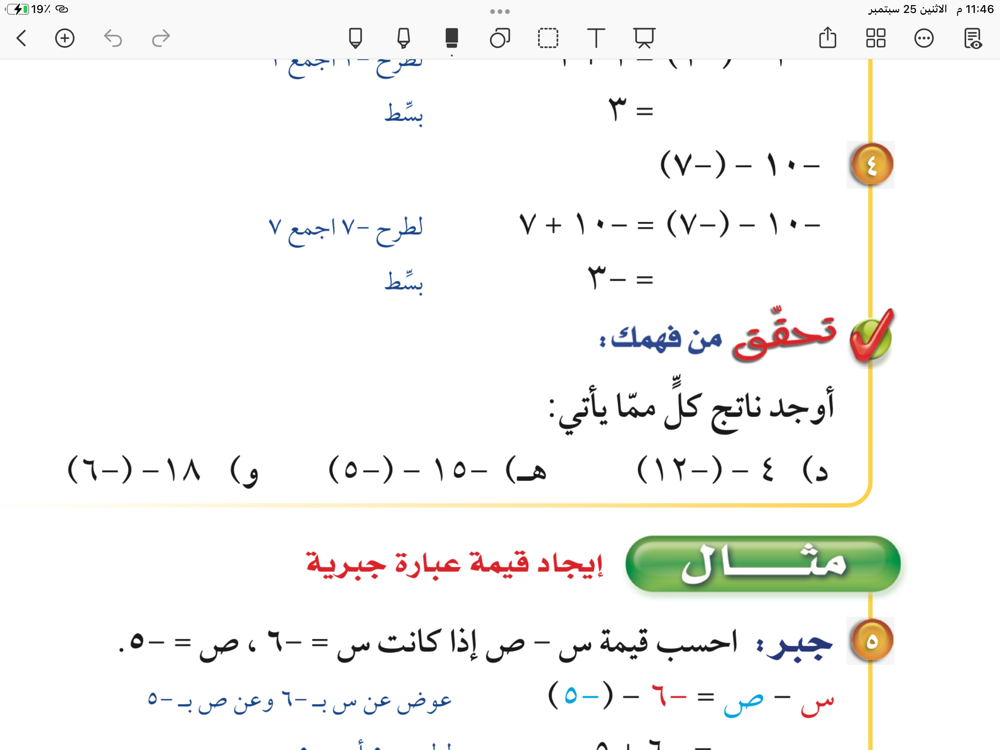 11:46 م الاثنين 25 سبتمبر
19٪
= ٣ بسِّط
٤ −١٠ − (−٧)
−١٠ − (−٧) = −١٠ + ٧ لطرح −٧ اجمع ٧
= −٣ بسِّط
تحقّق من فهمك:
أوجد ناتج كلٍّ ممّا يأتي:
د) ٤ − (−١٢) هـ) −١٥ − (−٥) و) ١٨− (−٦)
مثـــال إيجاد قيمة عبارة جبرية
٥ جبر: احسب قيمة س − ص إذا كانت س = −٦ ، ص = −٥.
س − ص = −٦ − (−٥) عوض عن س بـ −٦ وعن ص بـ −٥